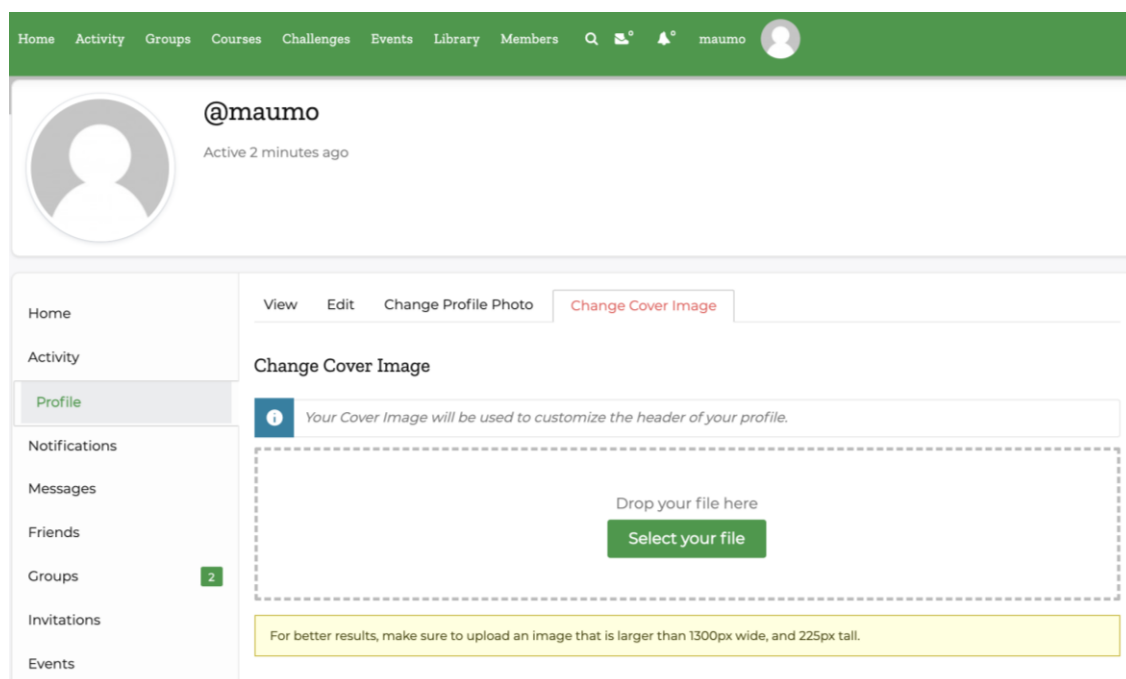 Home Activity Groups Courses Challenges Events Library Members 0 0 maumo
@maumo
Active 2 minutes ago
Home
Activity
Profile
Notifications
Messages
Friends
Groups 2
Invitations
Events
View Edit Change Profile Photo Change Cover Image
Change Cover Image
Your Cover Image will be used to customize the header of your profile.
Drop your file here
Select your file
For better results, make sure to upload an image that is larger than 1300px wide, and 225px tall.